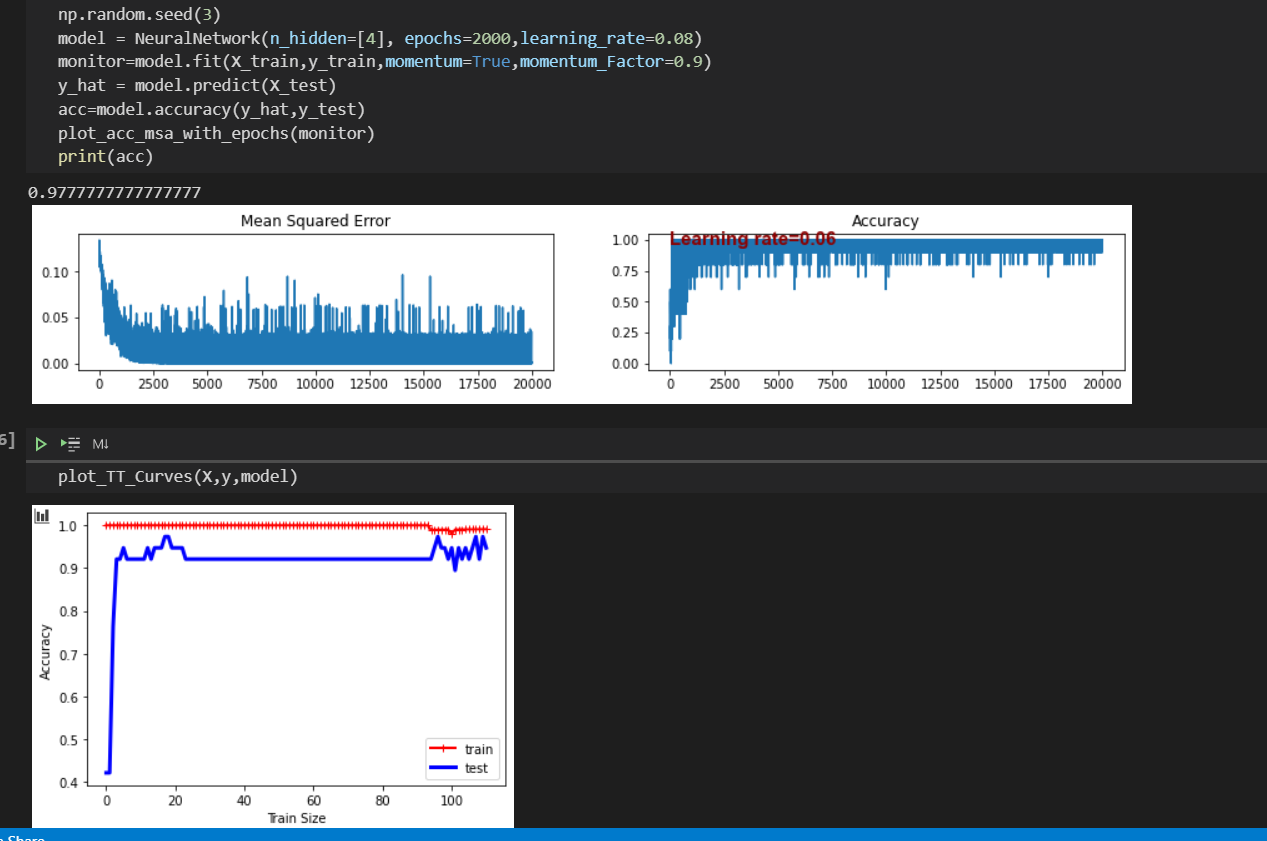 np.random.seed(3)
model = NeuralNetwork(n_hidden=[4], epochs=2000,learning_rate=0.08)
monitor=model.fit(X_train,y_train,momentum=True,momentum_Factor=0.9)
y_hat = model.predict(X_test)
acc=model.accuracy(y_hat,y_test)
plot_acc_msa_with_epochs(monitor)
print(acc)
0.9777777777777777
Mean Squared Error
0.10
0.05
0.00
0 2500 5000 7500 10000 12500 15000 17500 20000
Accuracy
Learning rate=0.06
1.00
0.75
0.50
0.25
0.00
0 2500 5000 7500 10000 12500 15000 17500 20000
6]
M↓
plot_TT_Curves(X,y,model)
1.0
0.9
0.8
0.7
0.6
0.5
0.4
Accuracy
train
test
0 20 40 60 80 100
Train Size
Share